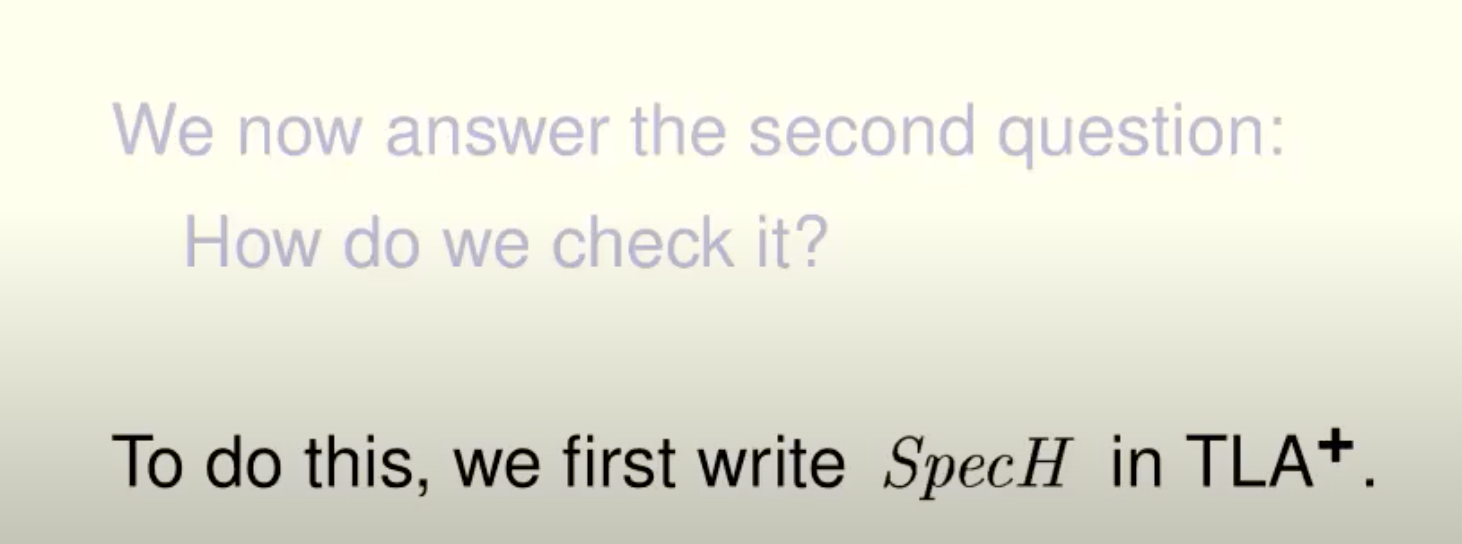 We now answer the second question:
How do we check it?
To do this, we first write SpecH in TLA⁺.